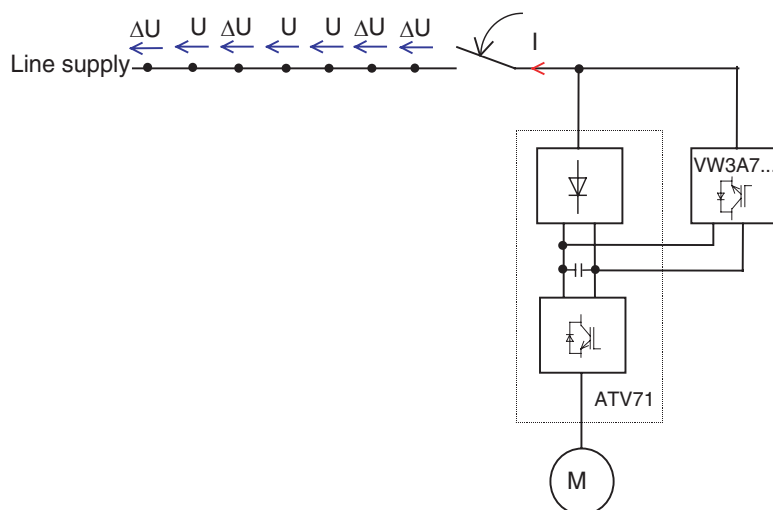 ΔU U ΔU U U ΔU ΔU I
Line supply
VW3A7...
ATV71
M